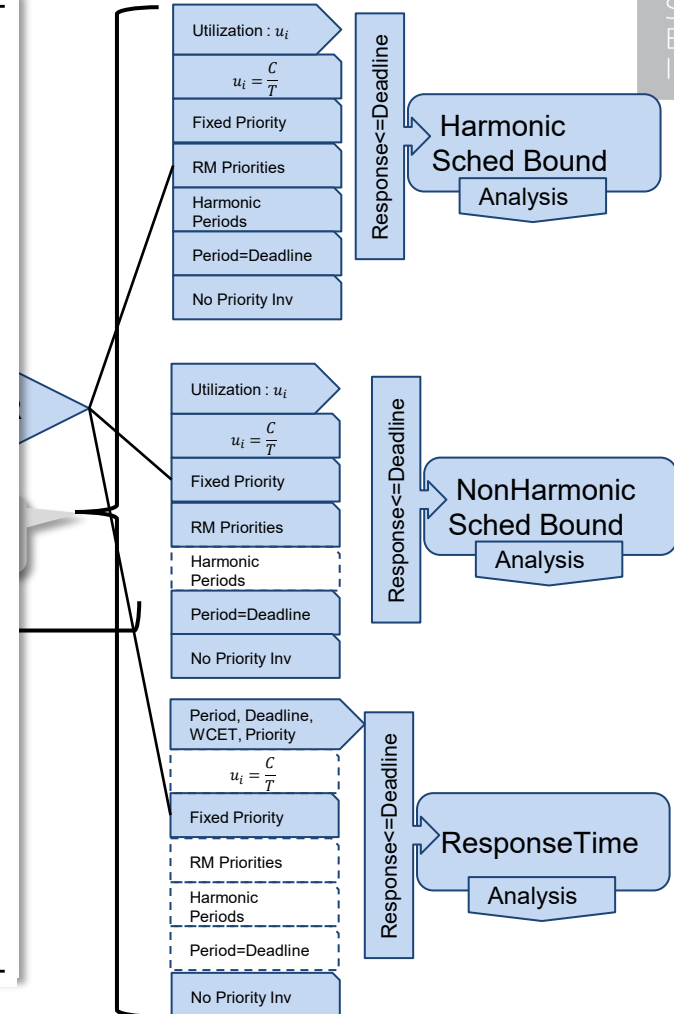 Utilization : u_i
u_i = C/T
Fixed Priority
RM Priorities
Harmonic
Periods
Period=Deadline
No Priority Inv
Response<=Deadline
Harmonic
Sched Bound
Analysis
Utilization : u_i
u_i = C/T
Fixed Priority
RM Priorities
Harmonic
Periods
Period=Deadline
No Priority Inv
Response<=Deadline
NonHarmonic
Sched Bound
Analysis
Period, Deadline,
WCET, Priority
u_i = C/T
Fixed Priority
RM Priorities
Harmonic
Periods
Period=Deadline
No Priority Inv
Response<=Deadline
ResponseTime
Analysis